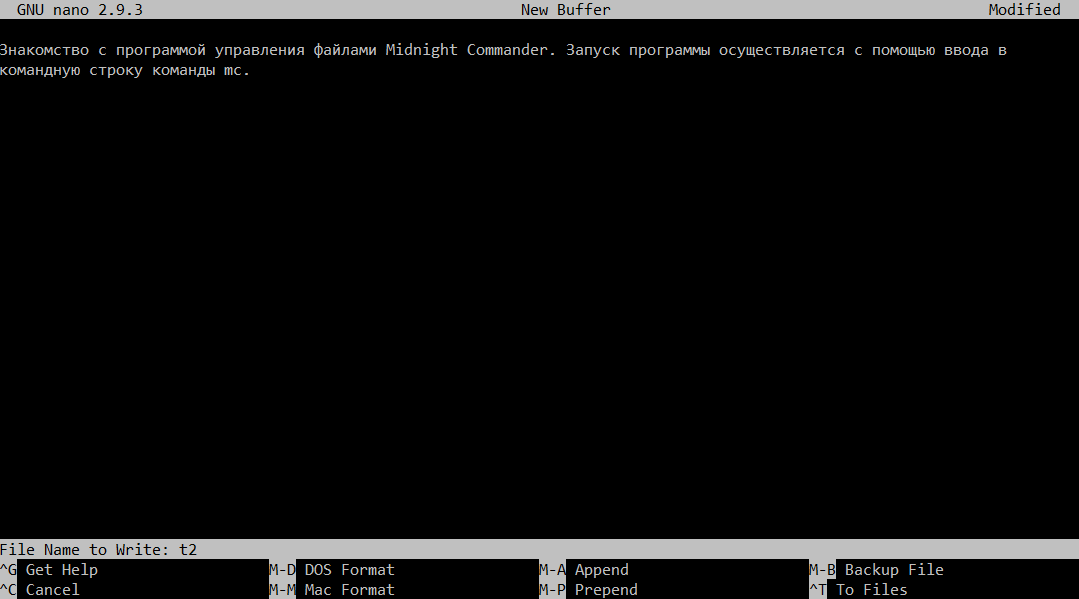 GNU nano 2.9.3 New Buffer Modified
Знакомство с программой управления файлами Midnight Commander. Запуск программы осуществляется с помощью ввода в
командную строку команды mc.
File Name to Write: t2
^G Get Help M-D DOS Format M-A Append M-B Backup File
^C Cancel M-M Mac Format M-P Prepend ^T To Files